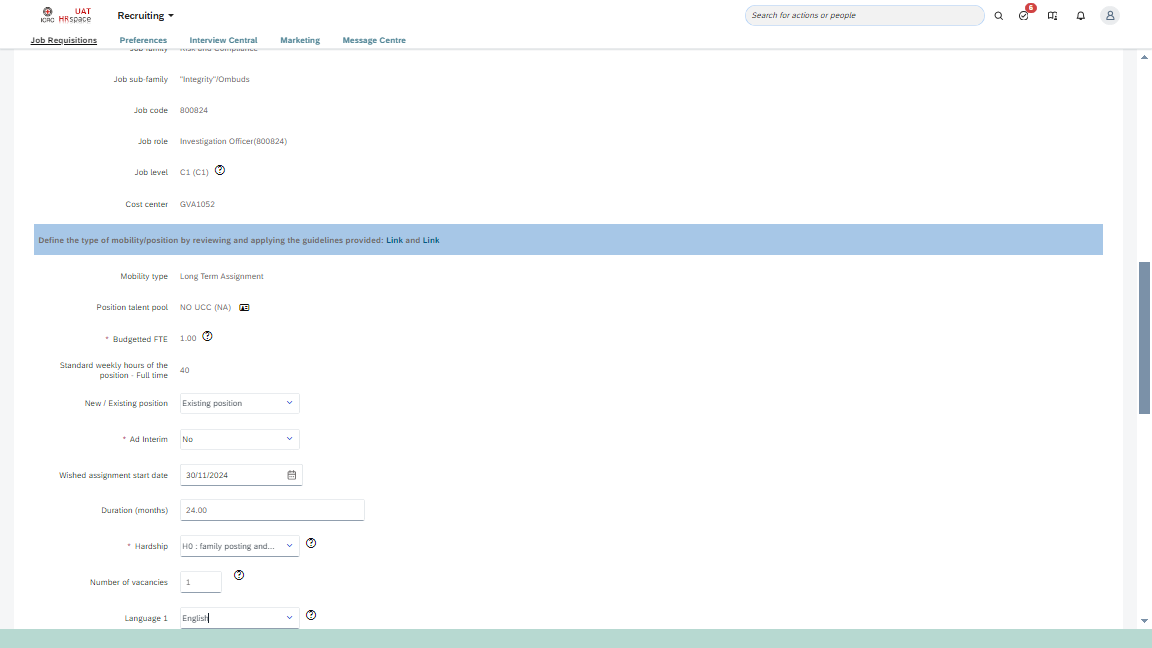 ICRC
UAT
HRspace
Recruiting
Search for actions or people
6
Job Requisitions
Preferences
Interview Central
Marketing
Message Centre
Job family
Risk and Compliance
Job sub-family
"Integrity"/Ombuds
Job code
800824
Job role
Investigation Officer(800824)
Job level
C1 (C1)
Cost center
GVA1052
Define the type of mobility/position by reviewing and applying the guidelines provided: Link and Link
Mobility type
Long Term Assignment
Position talent pool
NO UCC (NA)
* Budgetted FTE
1.00
Standard weekly hours of the
position - Full time
40
New / Existing position
Existing position
* Ad Interim
No
Wished assignment start date
30/11/2024
Duration (months)
24.00
* Hardship
H0 : family posting and...
Number of vacancies
1
Language 1
English